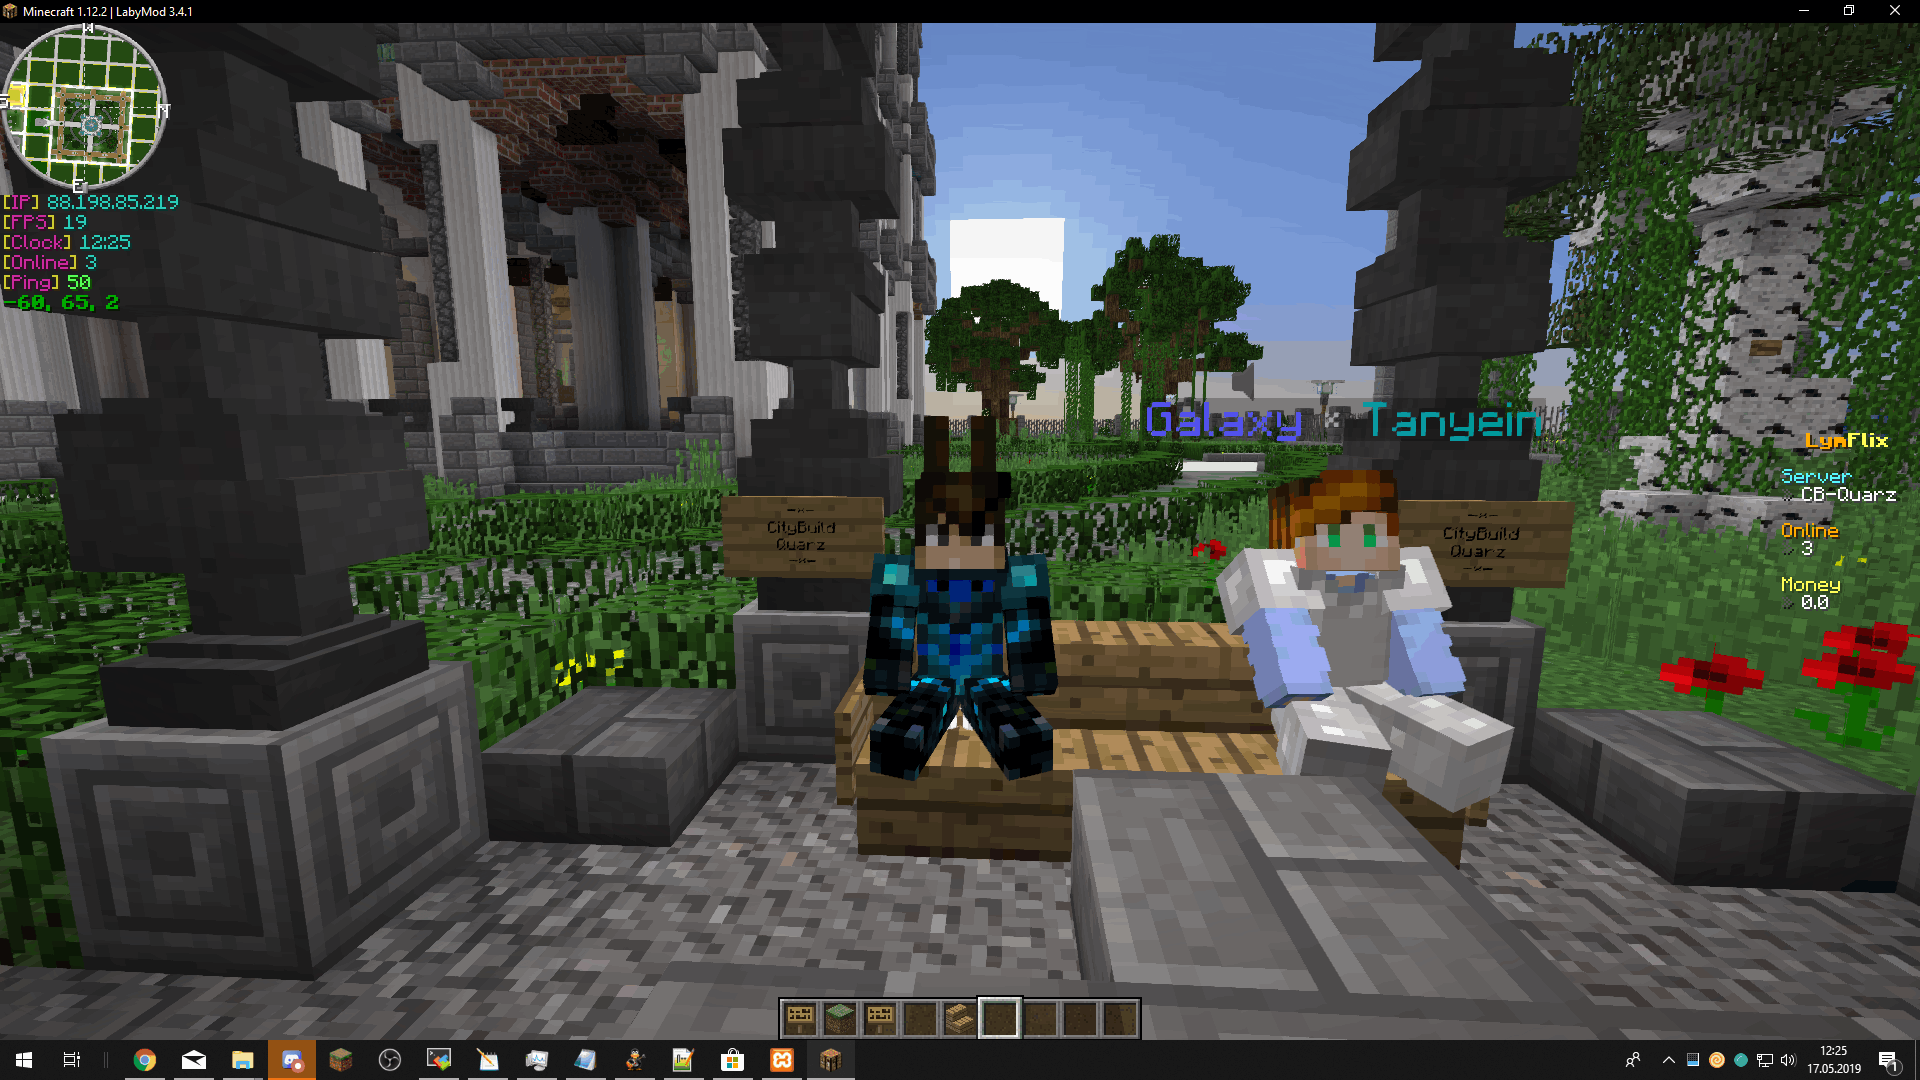 Minecraft 1.12.2 | LabyMod 3.4.1
W
S
N
E
[IP] 88.198.85.219
[FPS] 19
[Clock] 12:25
[Online] 3
[Ping] 50
-60, 65, 2
Galaxy × Tanyein
CityBuild
Quarz
CityBuild
Quarz
LynFlix
Server
CB-Quarz
Online
3
Money
0.0
12:25
17.05.2019
1